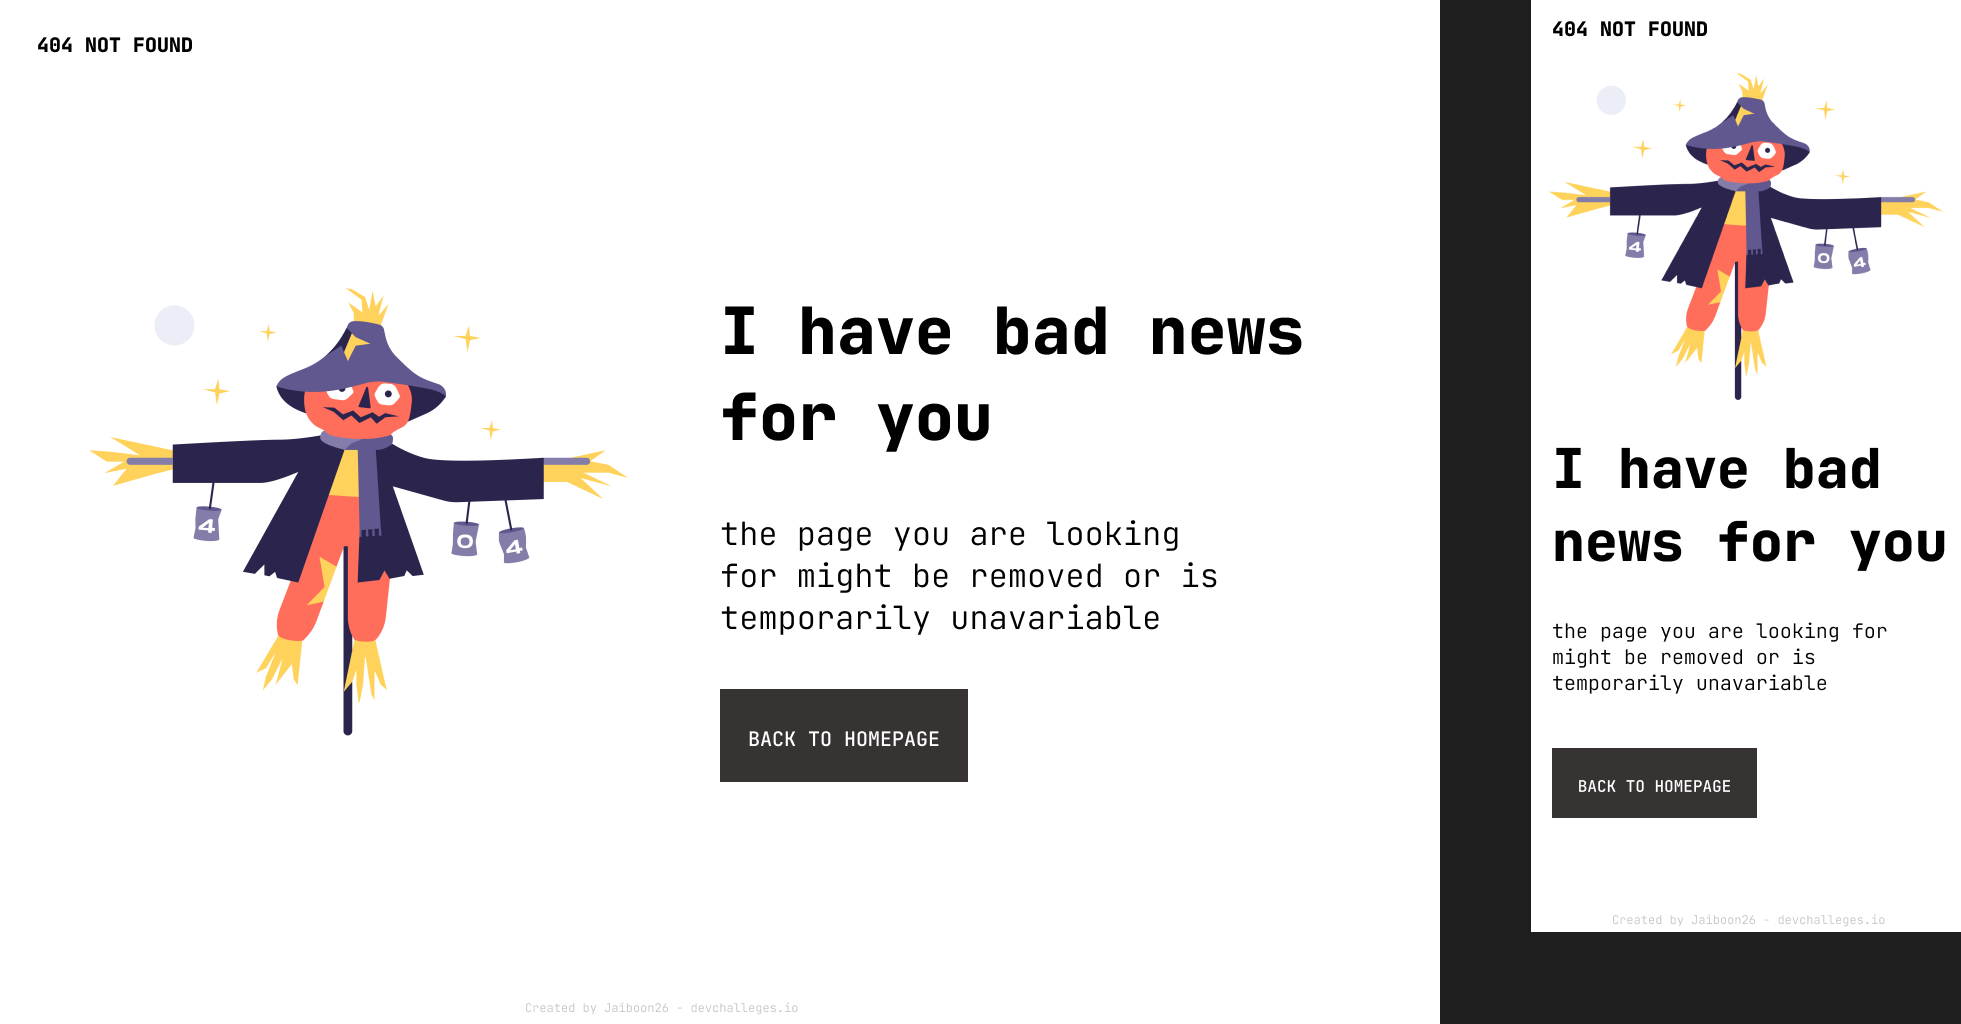 404 NOT FOUND
4
0
4
I have bad news
for you
the page you are looking
for might be removed or is
temporarily unavariable
BACK TO HOMEPAGE
Created by Jaiboon26 - devchalleges.io
404 NOT FOUND
4
0
4
I have bad
news for you
the page you are looking for
might be removed or is
temporarily unavariable
BACK TO HOMEPAGE
Created by Jaiboon26 - devchalleges.io